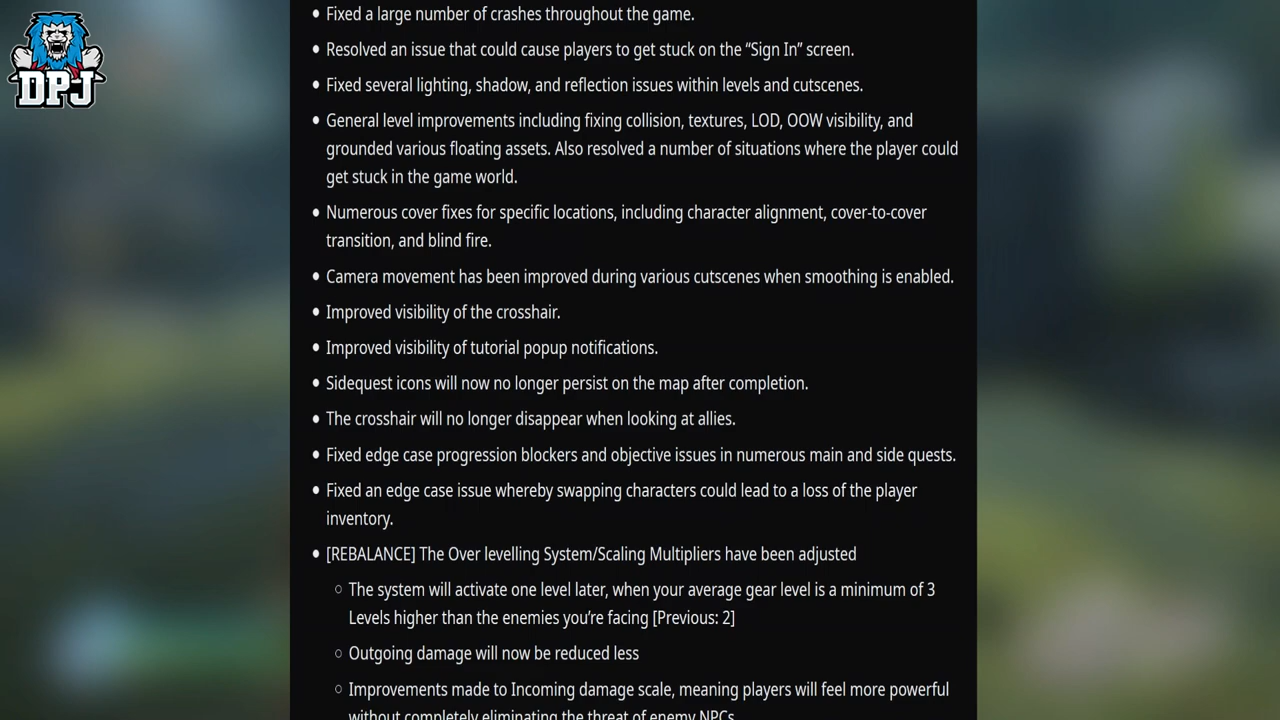 DPJ
• Fixed a large number of crashes throughout the game.
• Resolved an issue that could cause players to get stuck on the “Sign In” screen.
• Fixed several lighting, shadow, and reflection issues within levels and cutscenes.
• General level improvements including fixing collision, textures, LOD, OOW visibility, and
grounded various floating assets. Also resolved a number of situations where the player could
get stuck in the game world.
• Numerous cover fixes for specific locations, including character alignment, cover-to-cover
transition, and blind fire.
• Camera movement has been improved during various cutscenes when smoothing is enabled.
• Improved visibility of the crosshair.
• Improved visibility of tutorial popup notifications.
• Sidequest icons will now no longer persist on the map after completion.
• The crosshair will no longer disappear when looking at allies.
• Fixed edge case progression blockers and objective issues in numerous main and side quests.
• Fixed an edge case issue whereby swapping characters could lead to a loss of the player
inventory.
• [REBALANCE] The Over levelling System/Scaling Multipliers have been adjusted
○ The system will activate one level later, when your average gear level is a minimum of 3
Levels higher than the enemies you’re facing [Previous: 2]
○ Outgoing damage will now be reduced less
○ Improvements made to Incoming damage scale, meaning players will feel more powerful
without completely eliminating the threat of enemy NPCs.